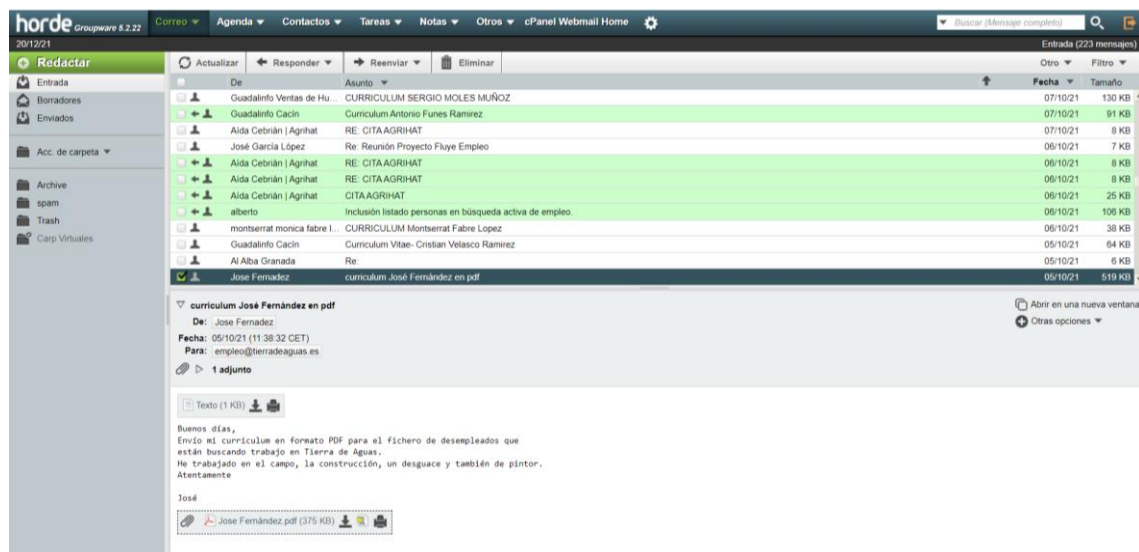 horde Groupware 5.2.22 Correo Agenda Contactos Tareas Notas Otros cPanel Webmail Home Buscar (Mensaje completo)
20/12/21 Entrada (223 mensajes)
Redactar Actualizar Responder Reenviar Eliminar Otro Filtro
Entrada De Asunto Fecha Tamaño
Borradores Guadalinfo Ventas de Hu... CURRICULUM SERGIO MOLES MUÑOZ 07/10/21 130 KB
Enviados Guadalinfo Cacín Curriculum Antonio Funes Ramirez 07/10/21 91 KB
Aida Cebrián | Agrihat RE: CITA AGRIHAT 07/10/21 8 KB
Acc. de carpeta José García López Re: Reunión Proyecto Fluye Empleo 06/10/21 7 KB
Aida Cebrián | Agrihat RE: CITA AGRIHAT 06/10/21 8 KB
Archive Aida Cebrián | Agrihat RE: CITA AGRIHAT 06/10/21 8 KB
spam Aida Cebrián | Agrihat CITA AGRIHAT 06/10/21 25 KB
Trash alberto Inclusión listado personas en búsqueda activa de empleo. 06/10/21 106 KB
Carp Virtuales montserrat monica fabre l... CURRICULUM Montserrat Fabre Lopez 06/10/21 38 KB
Guadalinfo Cacín Curriculum Vitae- Cristian Velasco Ramirez 05/10/21 64 KB
Al Alba Granada Re: 05/10/21 6 KB
Jose Fernadez curriculum José Fernández en pdf 05/10/21 519 KB
curriculum José Fernández en pdf Abrir en una nueva ventana
De: Jose Fernadez Otras opciones
Fecha: 05/10/21 (11:38:32 CET)
Para: empleo@tierradeaguas.es
1 adjunto
Texto (1 KB)
Buenos días,
Envío mi currículum en formato PDF para el fichero de desempleados que
están buscando trabajo en Tierra de Aguas.
He trabajado en el campo, la construcción, un desguace y también de pintor.
Atentamente
José
Jose Fernández.pdf (375 KB)